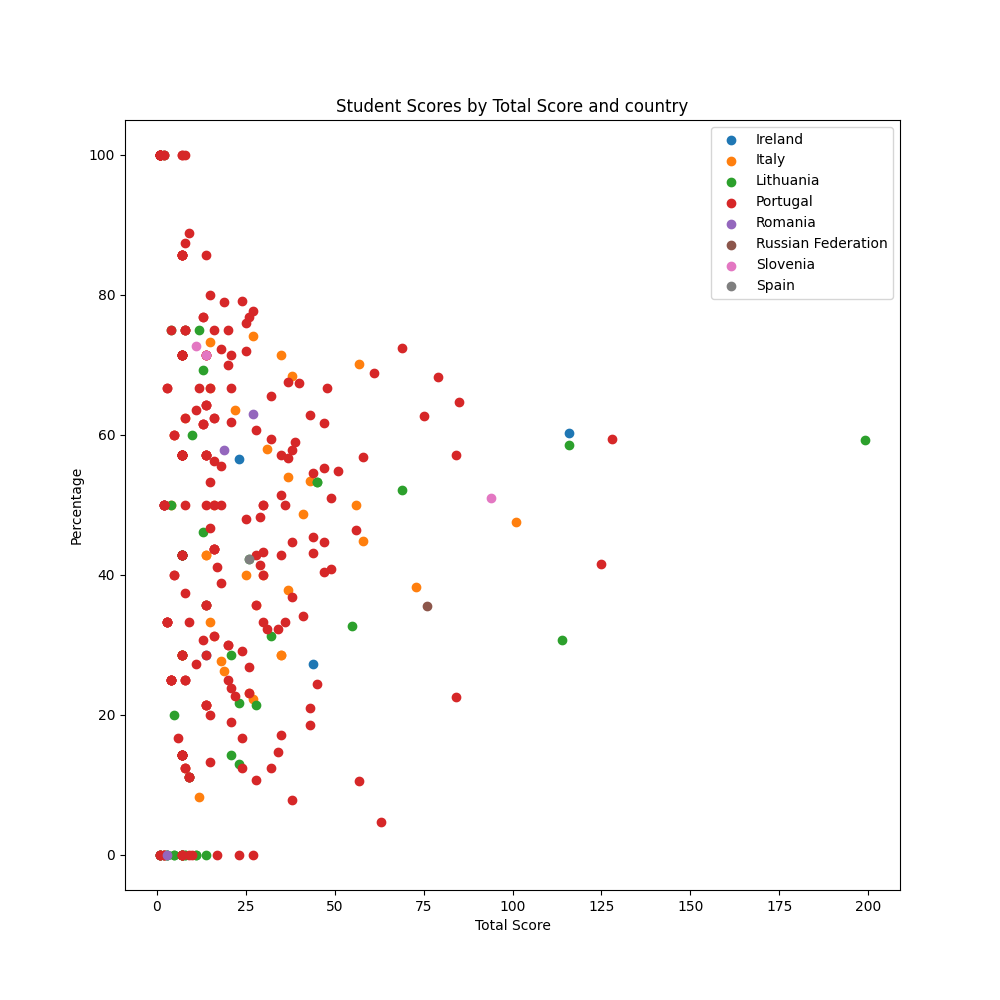 Student Scores by Total Score and country
Ireland
Italy
Lithuania
Portugal
Romania
Russian Federation
Slovenia
Spain
100
80
60
40
20
0
Percentage
0 25 50 75 100 125 150 175 200
Total Score